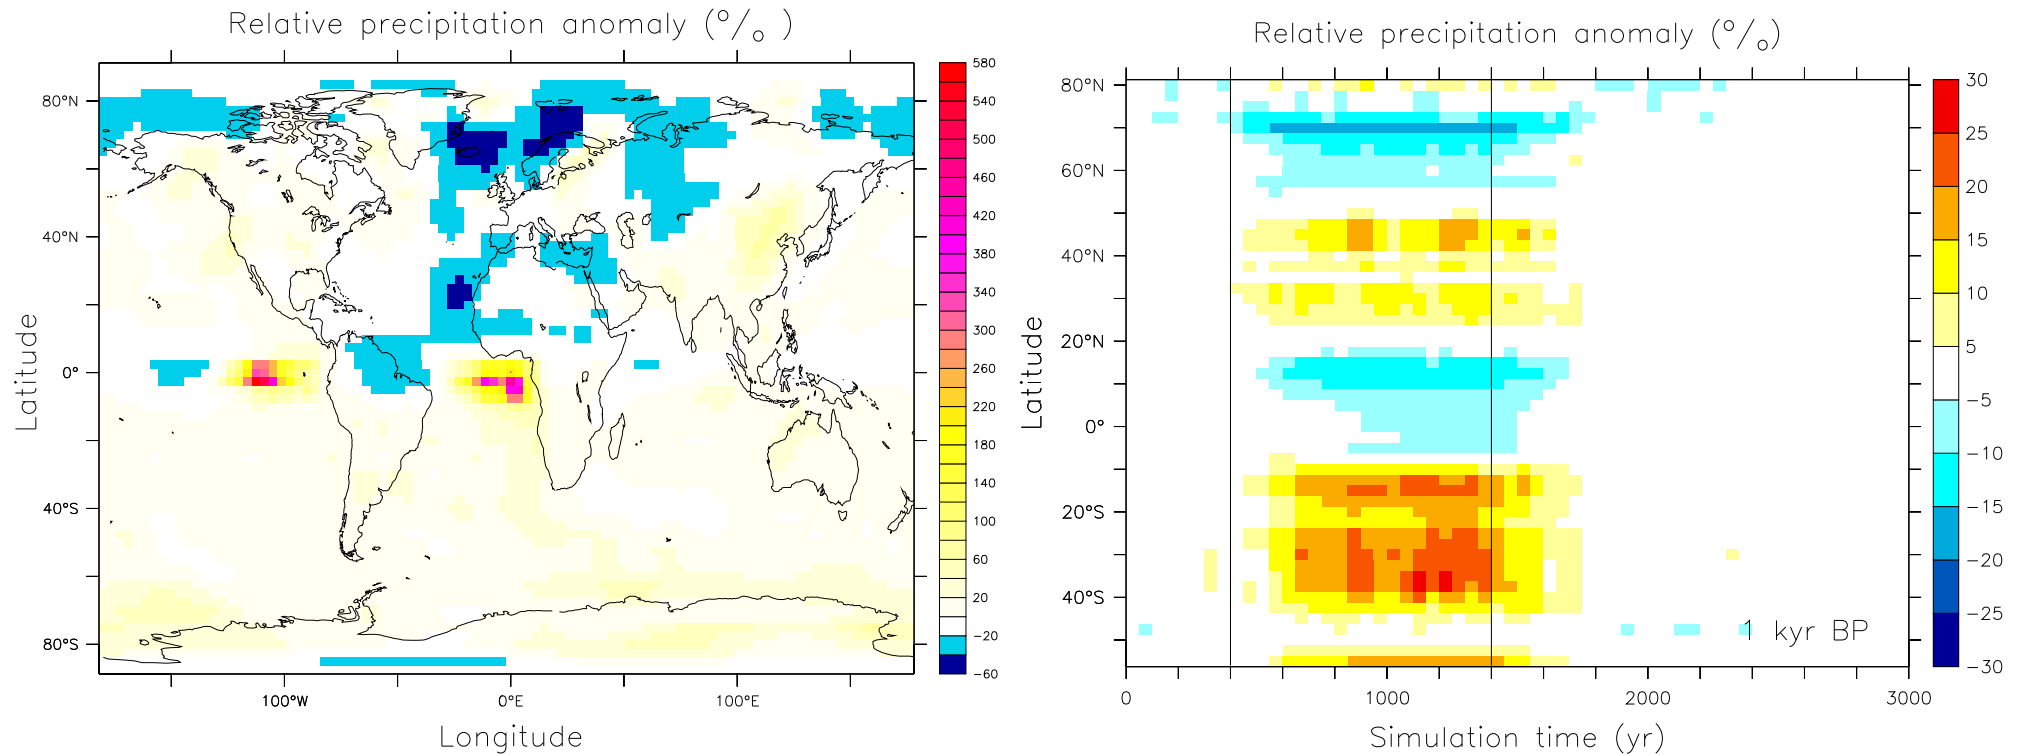 Relative precipitation anomaly (°/ₒ )
80°N
40°N
0°
40°S
80°S
100°W
0°E
100°E
Latitude
Longitude
580
540
500
460
420
380
340
300
260
220
180
140
100
60
20
−20
−60
Relative precipitation anomaly (°/ₒ)
80°N
60°N
40°N
20°N
0°
20°S
40°S
0
1000
2000
3000
Latitude
Simulation time (yr)
1 kyr BP
30
25
20
15
10
5
−5
−10
−15
−20
−25
−30